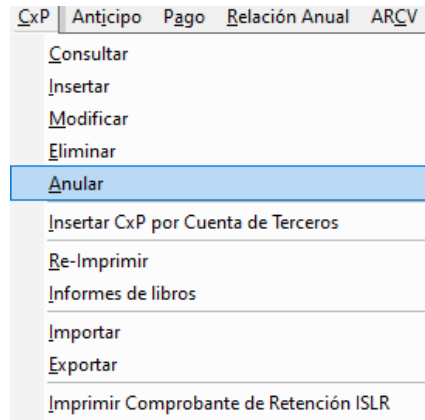 CxP Anticipo Pago Relación Anual ARCV
Consultar
Insertar
Modificar
Eliminar
Anular
Insertar CxP por Cuenta de Terceros
Re-Imprimir
Informes de libros
Importar
Exportar
Imprimir Comprobante de Retención ISLR